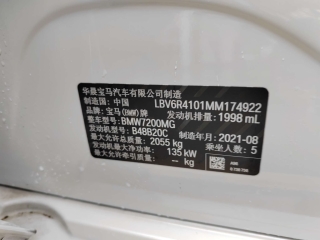 华晨宝马汽车有限公司制造
制造国：中国 LBV6R4101MM174922
品牌：宝马(BMW)牌 发动机排量：1998 mL
整车型号：BMW7200MG
发动机型号：B48B20C 制造年月：2021-08
最大允许总质量：2055 kg 乘坐人数：5
发动机最大净功率：135 kW
最大允许牵引质量：-- kg